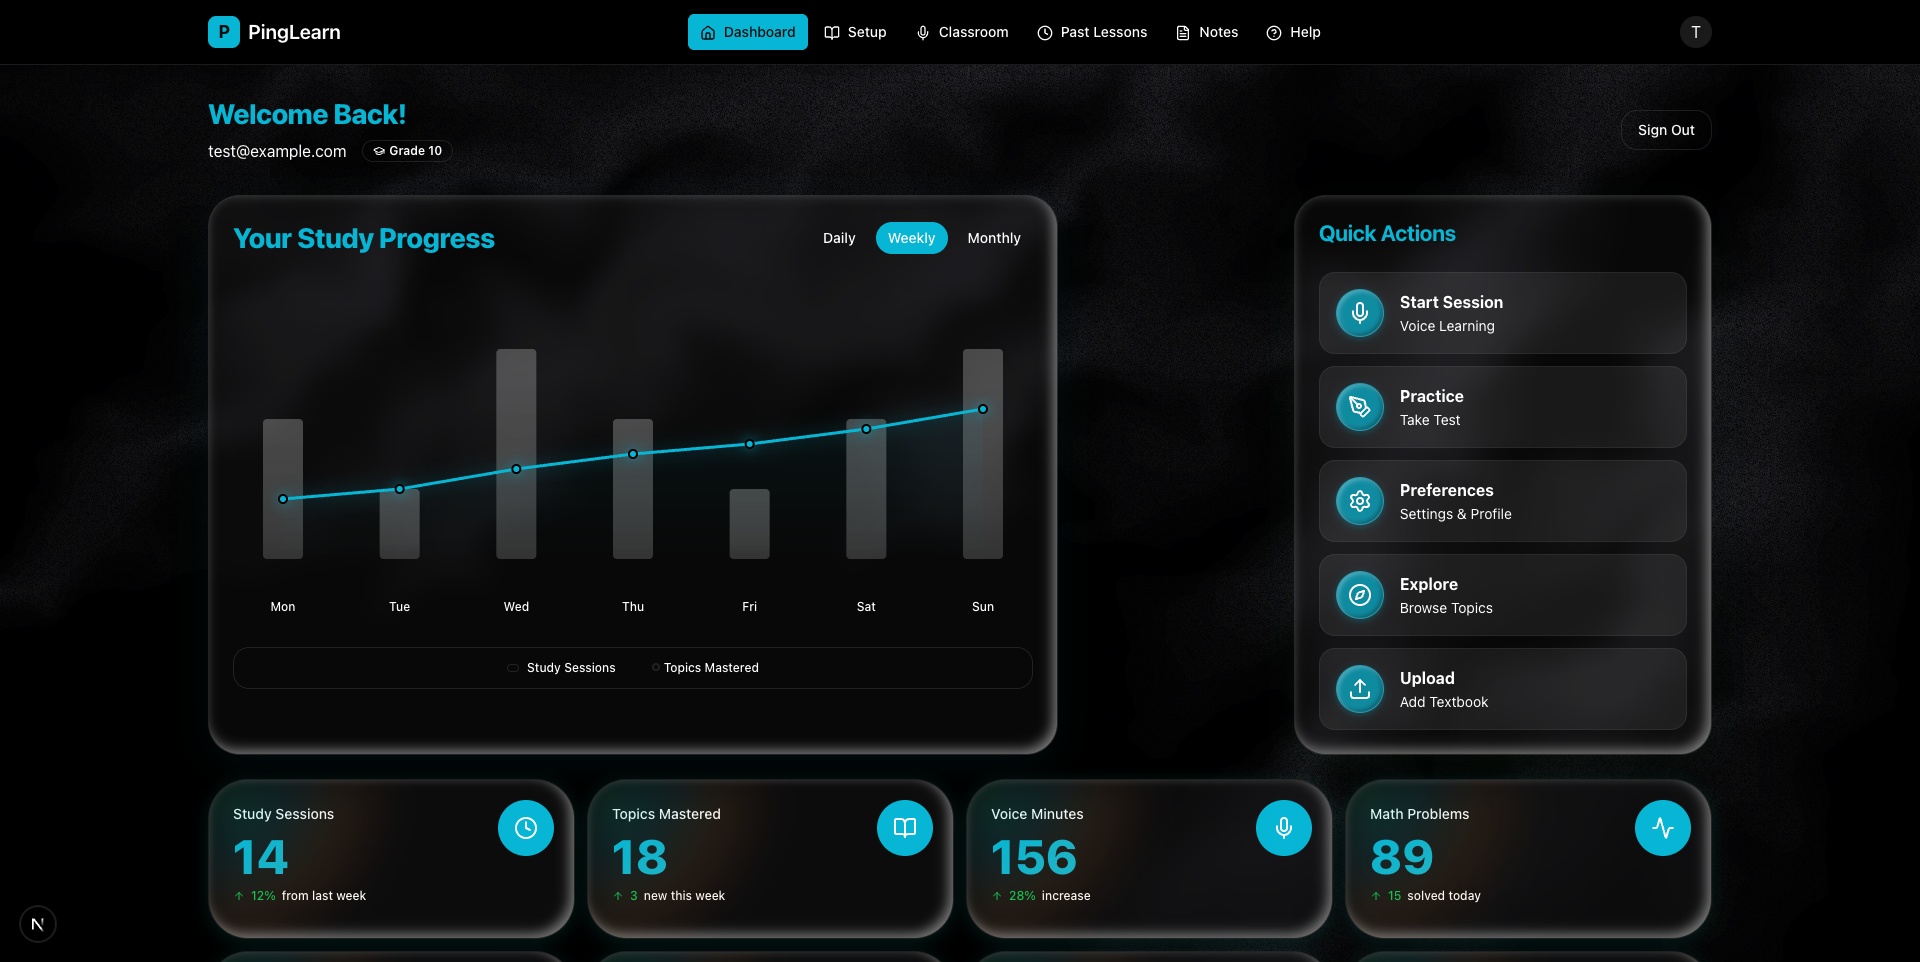 P PingLearn
Dashboard Setup Classroom Past Lessons Notes Help
T
Welcome Back!
test@example.com Grade 10
Sign Out
Your Study Progress
Daily Weekly Monthly
Mon Tue Wed Thu Fri Sat Sun
Study Sessions Topics Mastered
Quick Actions
Start Session
Voice Learning
Practice
Take Test
Preferences
Settings & Profile
Explore
Browse Topics
Upload
Add Textbook
Study Sessions
14
↑ 12% from last week
Topics Mastered
18
↑ 3 new this week
Voice Minutes
156
↑ 28% increase
Math Problems
89
↑ 15 solved today
N